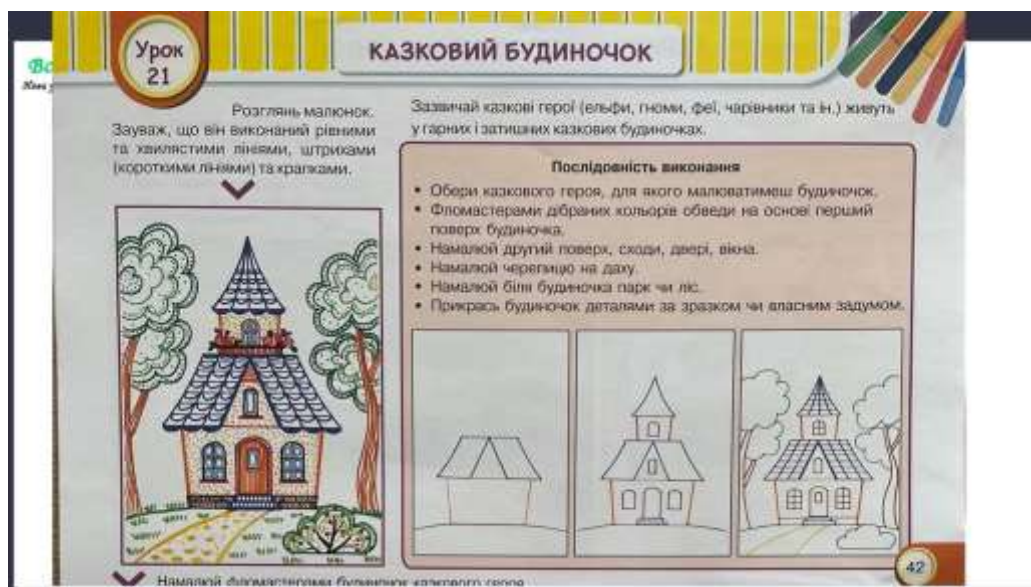 Урок
21
КАЗКОВИЙ БУДИНОЧОК
Розглянь малюнок.
Зауваж, що він виконаний рівними
та хвилястими лініями, штрихами
(короткими лініями) та крапками.
Зазвичай казкові герої (ельфи, гноми, феї, чарівники та ін.) живуть
у гарних і затишних казкових будиночках.
Послідовність виконання
• Обери казкового героя, для якого малюватимеш будиночок.
• Фломастерами дібраних кольорів обведи на основі перший
поверх будиночка.
• Намалюй другий поверх, сходи, двері, вікна.
• Намалюй черепицю на даху.
• Намалюй біля будиночка парк чи ліс.
• Прикрась будиночок деталями за зразком чи власним задумом.
42
Намалюй фломастерами будиночок казкового героя